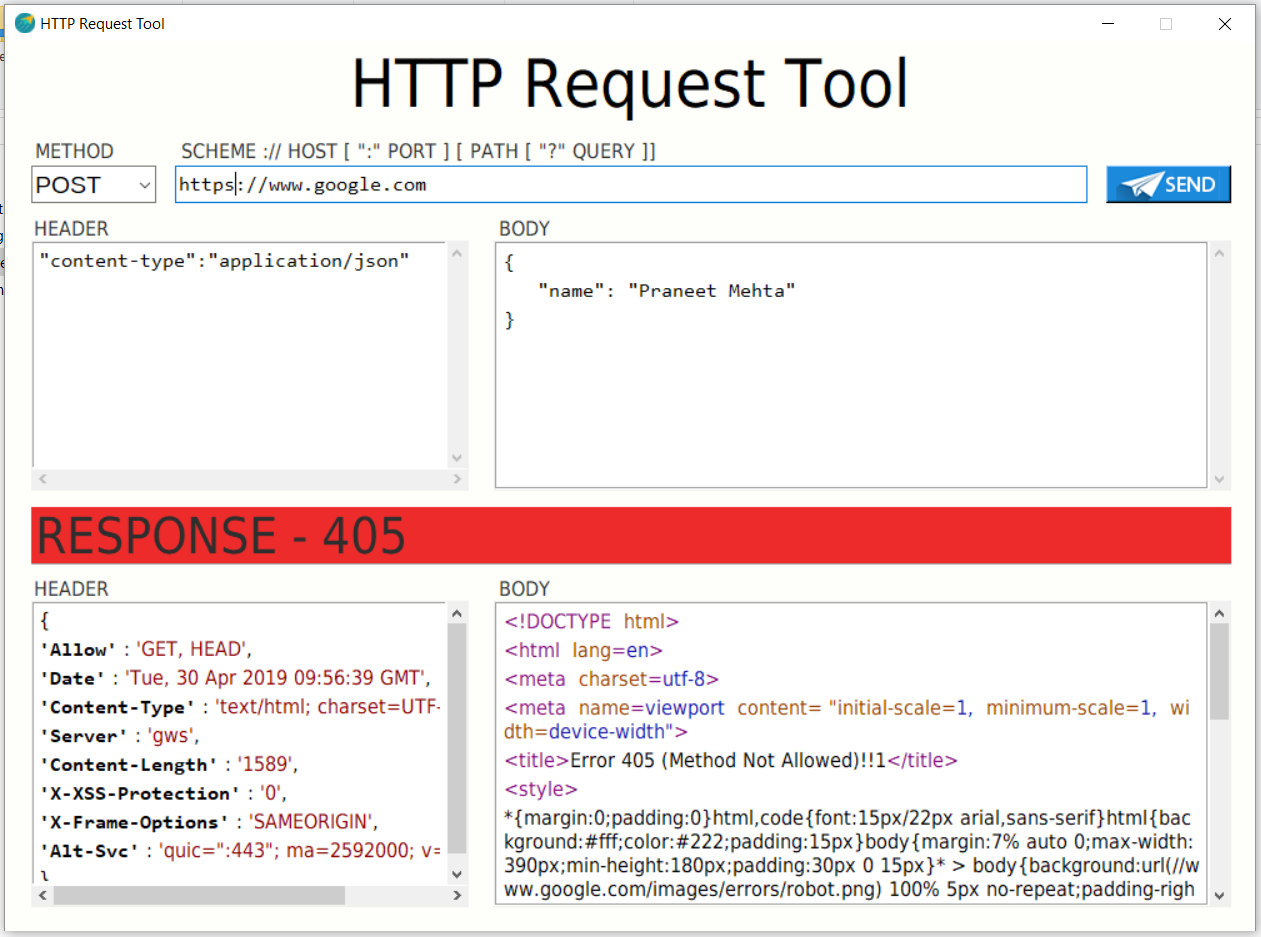 HTTP Request Tool
HTTP Request Tool
METHOD SCHEME :// HOST [ ":" PORT ] [ PATH [ "?" QUERY ]]
POST https://www.google.com SEND
HEADER
"content-type":"application/json"
BODY
{
"name": "Praneet Mehta"
}
RESPONSE - 405
HEADER
{
'Allow' : 'GET, HEAD',
'Date' : 'Tue, 30 Apr 2019 09:56:39 GMT',
'Content-Type' : 'text/html; charset=UTF-
'Server' : 'gws',
'Content-Length' : '1589',
'X-XSS-Protection' : '0',
'X-Frame-Options' : 'SAMEORIGIN',
'Alt-Svc' : 'quic=":443"; ma=2592000; v=
}
BODY
<!DOCTYPE html>
<html lang=en>
<meta charset=utf-8>
<meta name=viewport content= "initial-scale=1, minimum-scale=1, wi
dth=device-width">
<title>Error 405 (Method Not Allowed)!!1</title>
<style>
*{margin:0;padding:0}html,code{font:15px/22px arial,sans-serif}html{bac
kground:#fff;color:#222;padding:15px}body{margin:7% auto 0;max-width:
390px;min-height:180px;padding:30px 0 15px}* > body{background:url(//w
ww.google.com/images/errors/robot.png) 100% 5px no-repeat;padding-righ